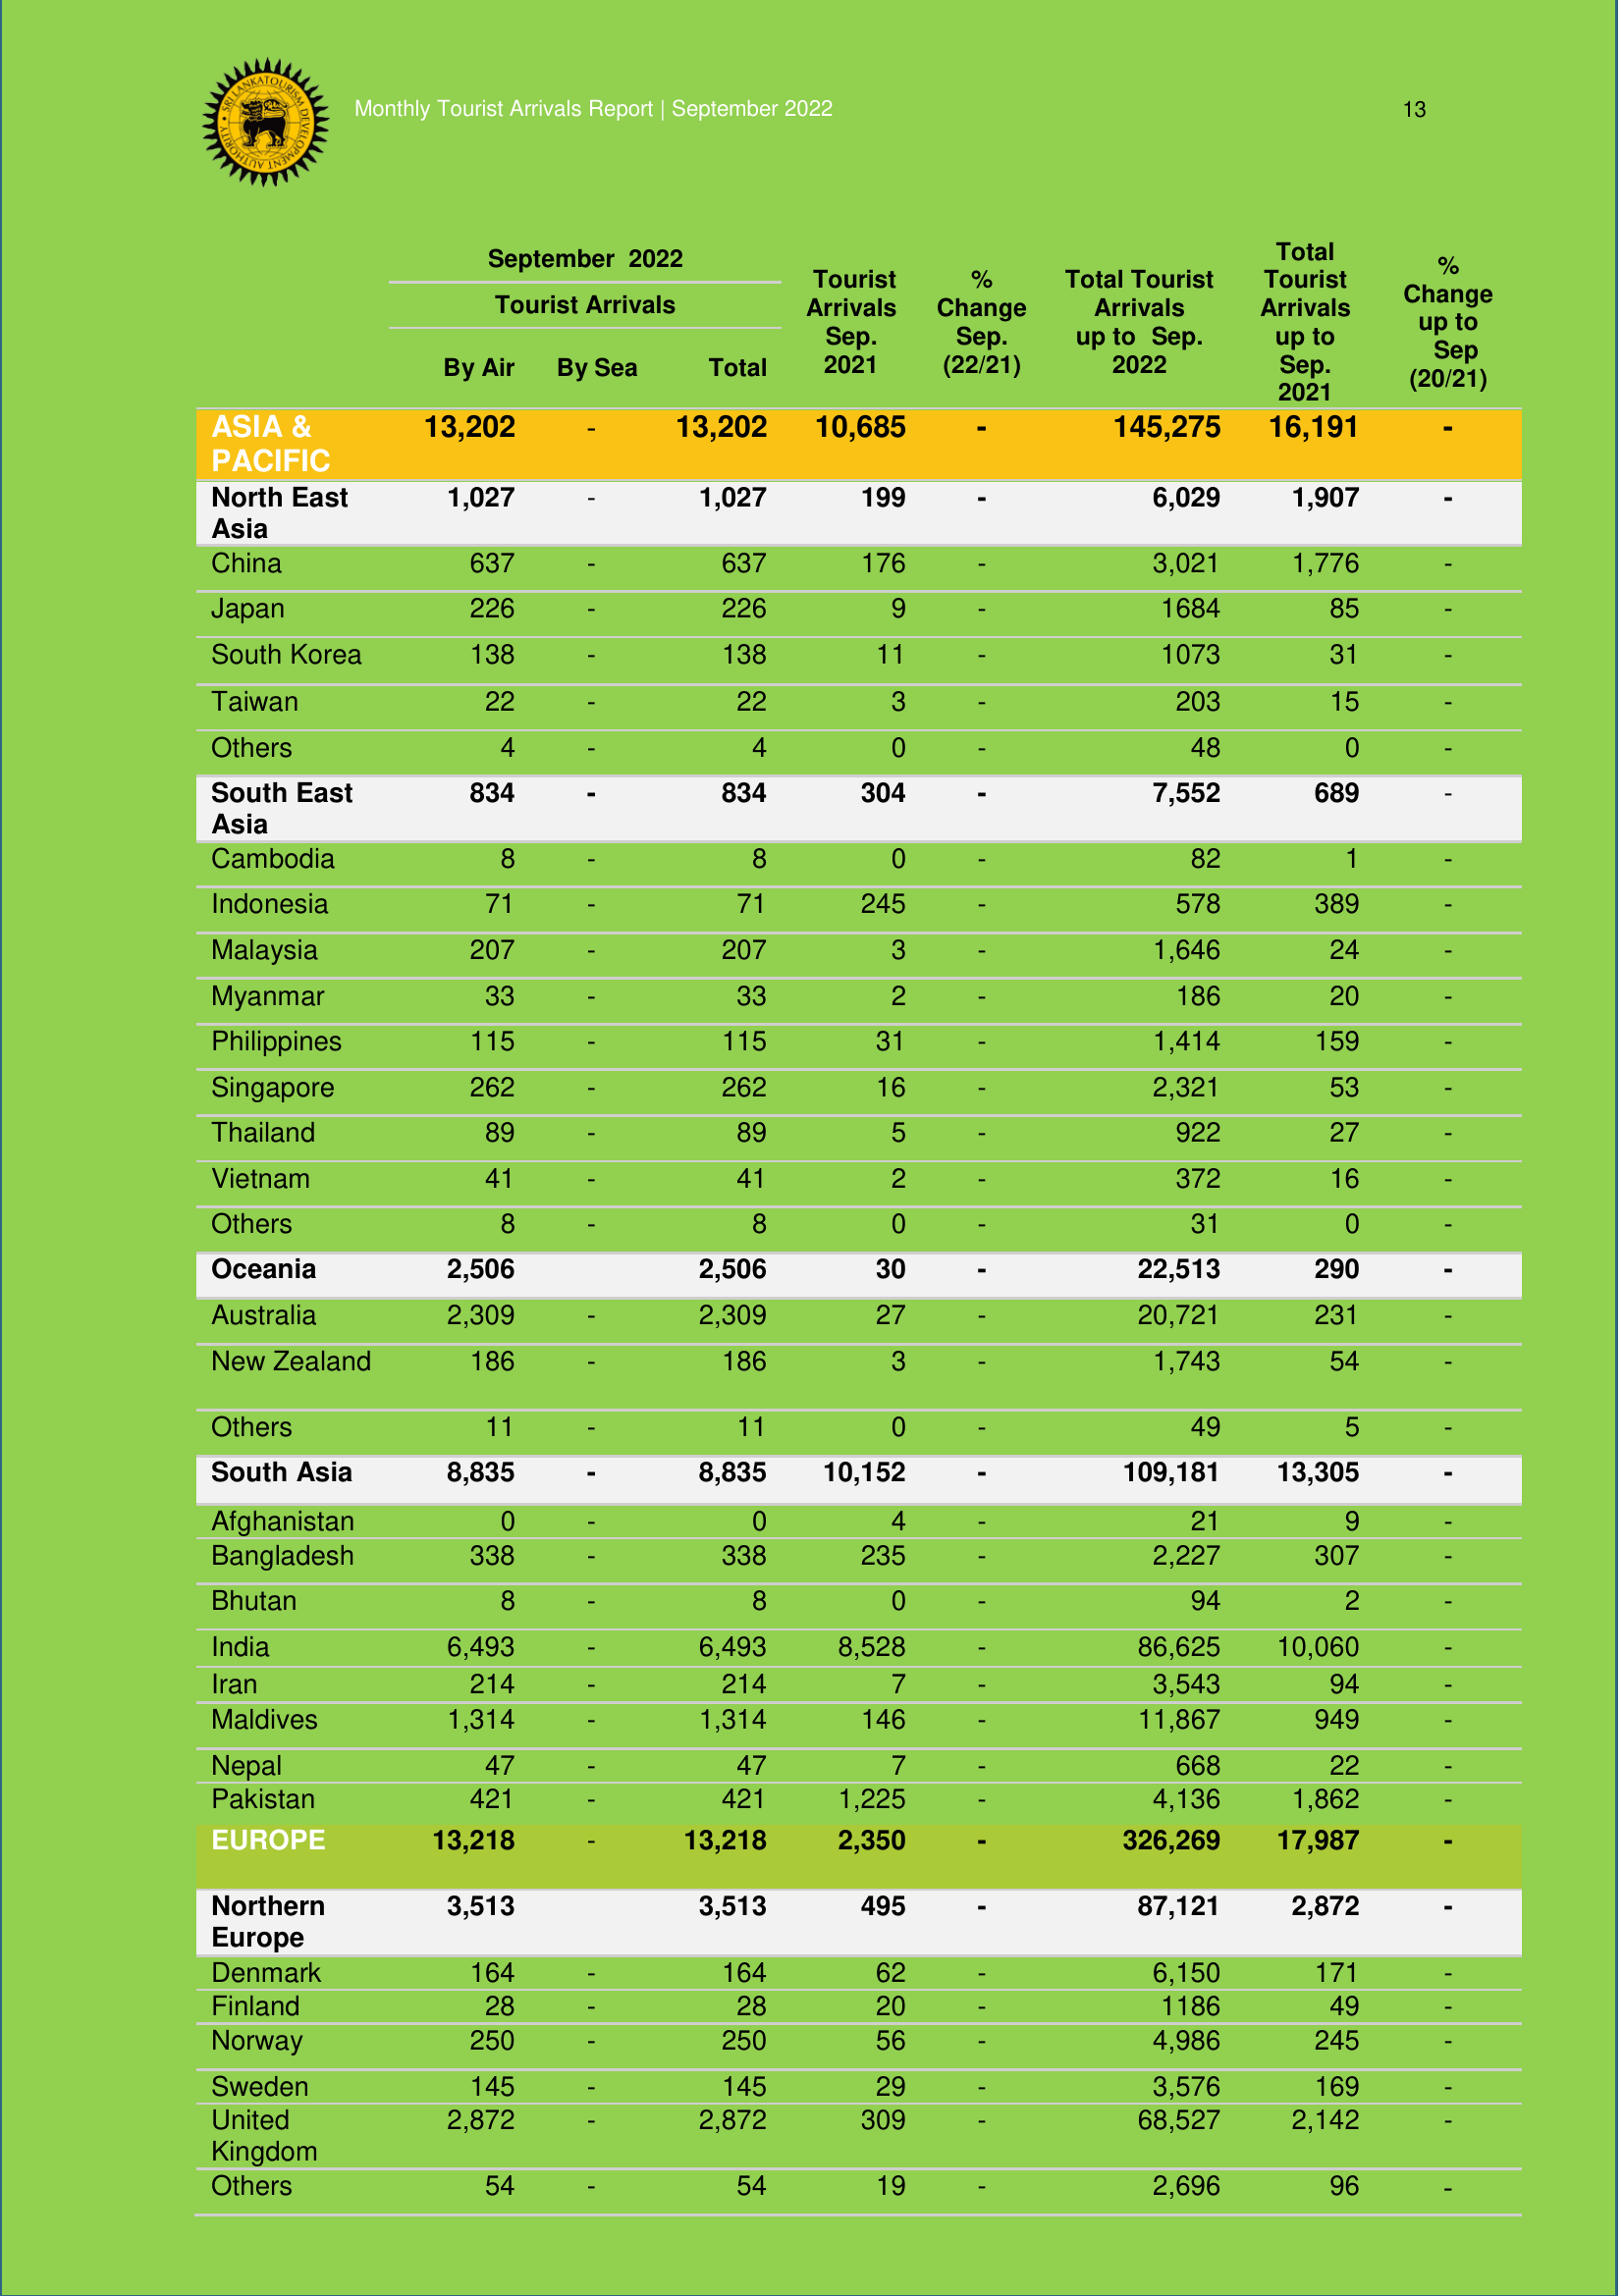 SRI LANKA TOURISM DEVELOPMENT AUTHORITY
Monthly Tourist Arrivals Report | September 2022 13
September 2022
Tourist Arrivals
By Air By Sea Total
Tourist
Arrivals
Sep.
2021
%
Change
Sep.
(22/21)
Total Tourist
Arrivals
up to Sep.
2022
Total
Tourist
Arrivals
up to
Sep.
2021
%
Change
up to
Sep
(20/21)
ASIA & 13,202 - 13,202 10,685 - 145,275 16,191 -
PACIFIC
North East 1,027 - 1,027 199 - 6,029 1,907 -
Asia
China 637 - 637 176 - 3,021 1,776 -
Japan 226 - 226 9 - 1684 85 -
South Korea 138 - 138 11 - 1073 31 -
Taiwan 22 - 22 3 - 203 15 -
Others 4 - 4 0 - 48 0 -
South East 834 - 834 304 - 7,552 689 -
Asia
Cambodia 8 - 8 0 - 82 1 -
Indonesia 71 - 71 245 - 578 389 -
Malaysia 207 - 207 3 - 1,646 24 -
Myanmar 33 - 33 2 - 186 20 -
Philippines 115 - 115 31 - 1,414 159 -
Singapore 262 - 262 16 - 2,321 53 -
Thailand 89 - 89 5 - 922 27 -
Vietnam 41 - 41 2 - 372 16 -
Others 8 - 8 0 - 31 0 -
Oceania 2,506 2,506 30 - 22,513 290 -
Australia 2,309 - 2,309 27 - 20,721 231 -
New Zealand 186 - 186 3 - 1,743 54 -
Others 11 - 11 0 - 49 5 -
South Asia 8,835 - 8,835 10,152 - 109,181 13,305 -
Afghanistan 0 - 0 4 - 21 9 -
Bangladesh 338 - 338 235 - 2,227 307 -
Bhutan 8 - 8 0 - 94 2 -
India 6,493 - 6,493 8,528 - 86,625 10,060 -
Iran 214 - 214 7 - 3,543 94 -
Maldives 1,314 - 1,314 146 - 11,867 949 -
Nepal 47 - 47 7 - 668 22 -
Pakistan 421 - 421 1,225 - 4,136 1,862 -
EUROPE 13,218 - 13,218 2,350 - 326,269 17,987 -
Northern 3,513 3,513 495 - 87,121 2,872 -
Europe
Denmark 164 - 164 62 - 6,150 171 -
Finland 28 - 28 20 - 1186 49 -
Norway 250 - 250 56 - 4,986 245 -
Sweden 145 - 145 29 - 3,576 169 -
United 2,872 - 2,872 309 - 68,527 2,142 -
Kingdom
Others 54 - 54 19 - 2,696 96 -